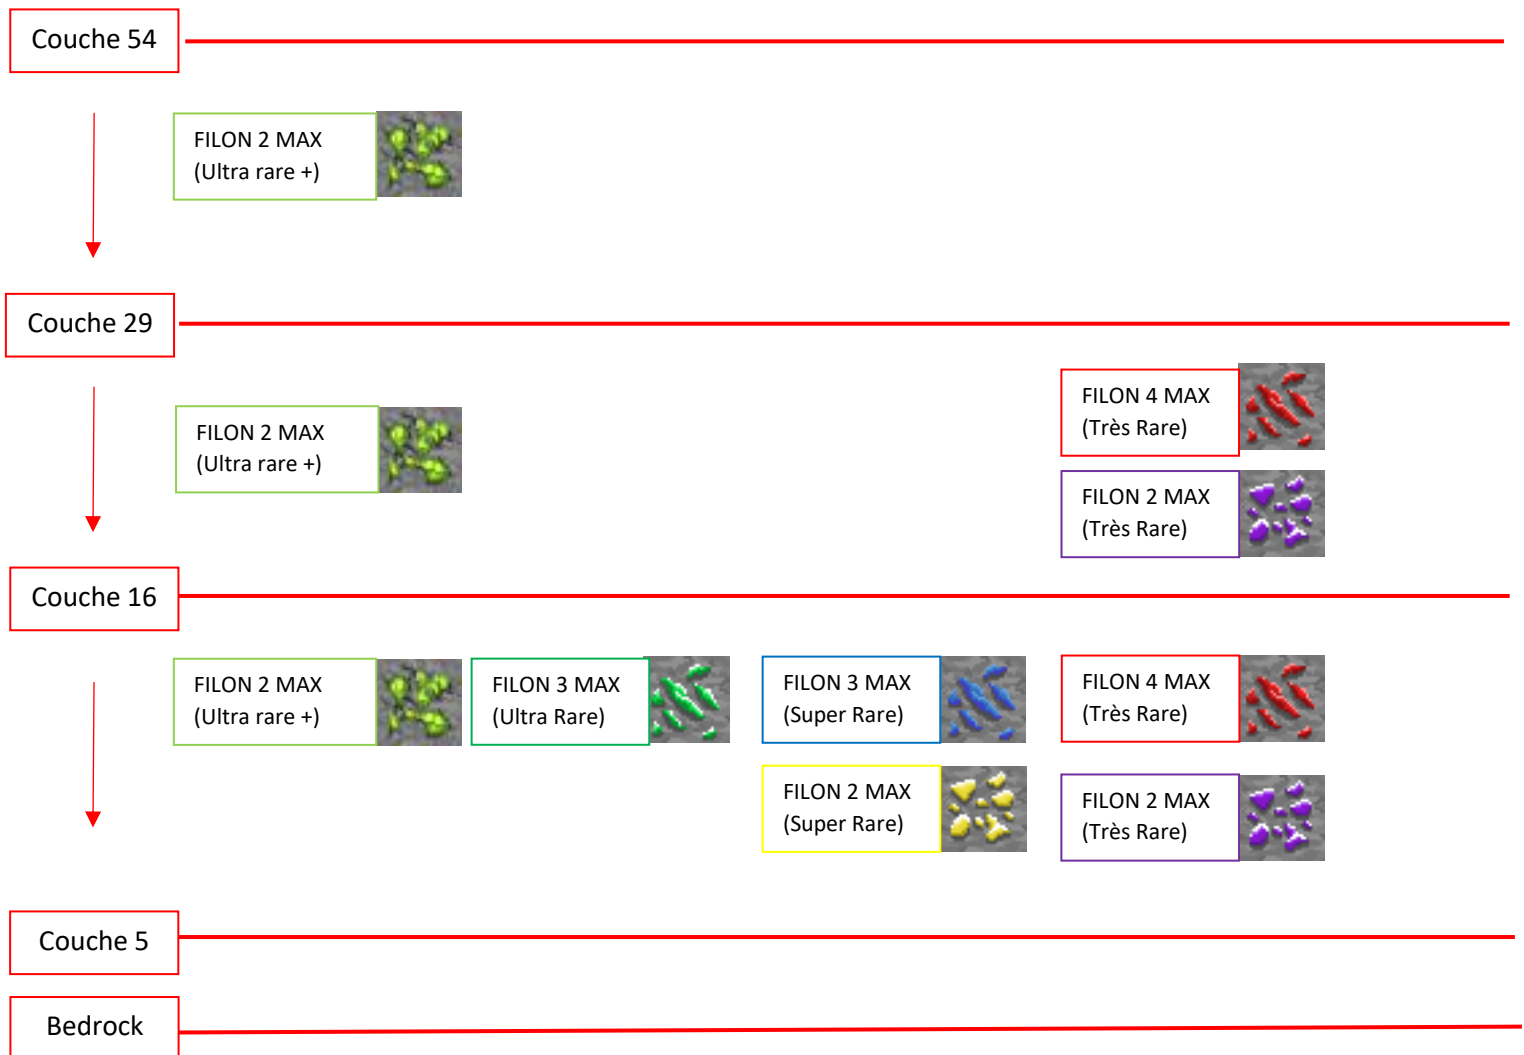 Couche 54
FILON 2 MAX
(Ultra rare +)
Couche 29
FILON 2 MAX
(Ultra rare +)
FILON 4 MAX
(Très Rare)
FILON 2 MAX
(Très Rare)
Couche 16
FILON 2 MAX
(Ultra rare +)
FILON 3 MAX
(Ultra Rare)
FILON 3 MAX
(Super Rare)
FILON 4 MAX
(Très Rare)
FILON 2 MAX
(Super Rare)
FILON 2 MAX
(Très Rare)
Couche 5
Bedrock